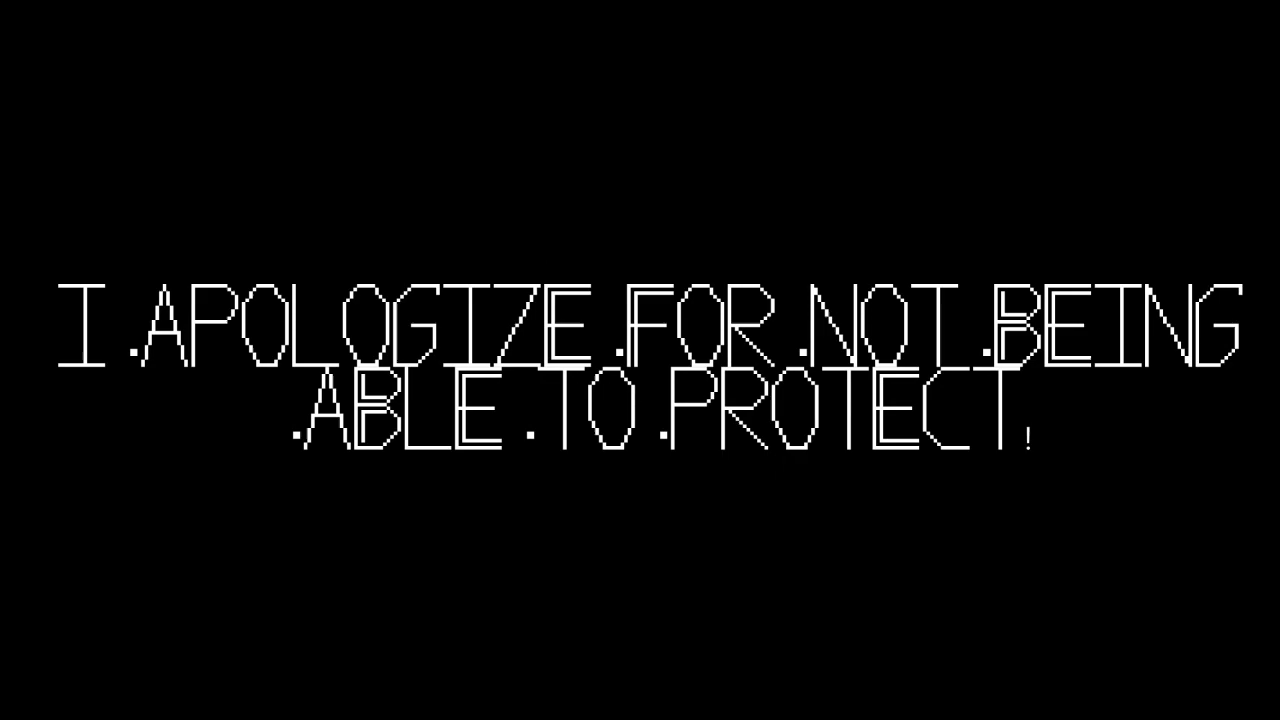 I .APOLOGIZE .FOR .NOT .BEING
.ABLE .TO .PROTECT!